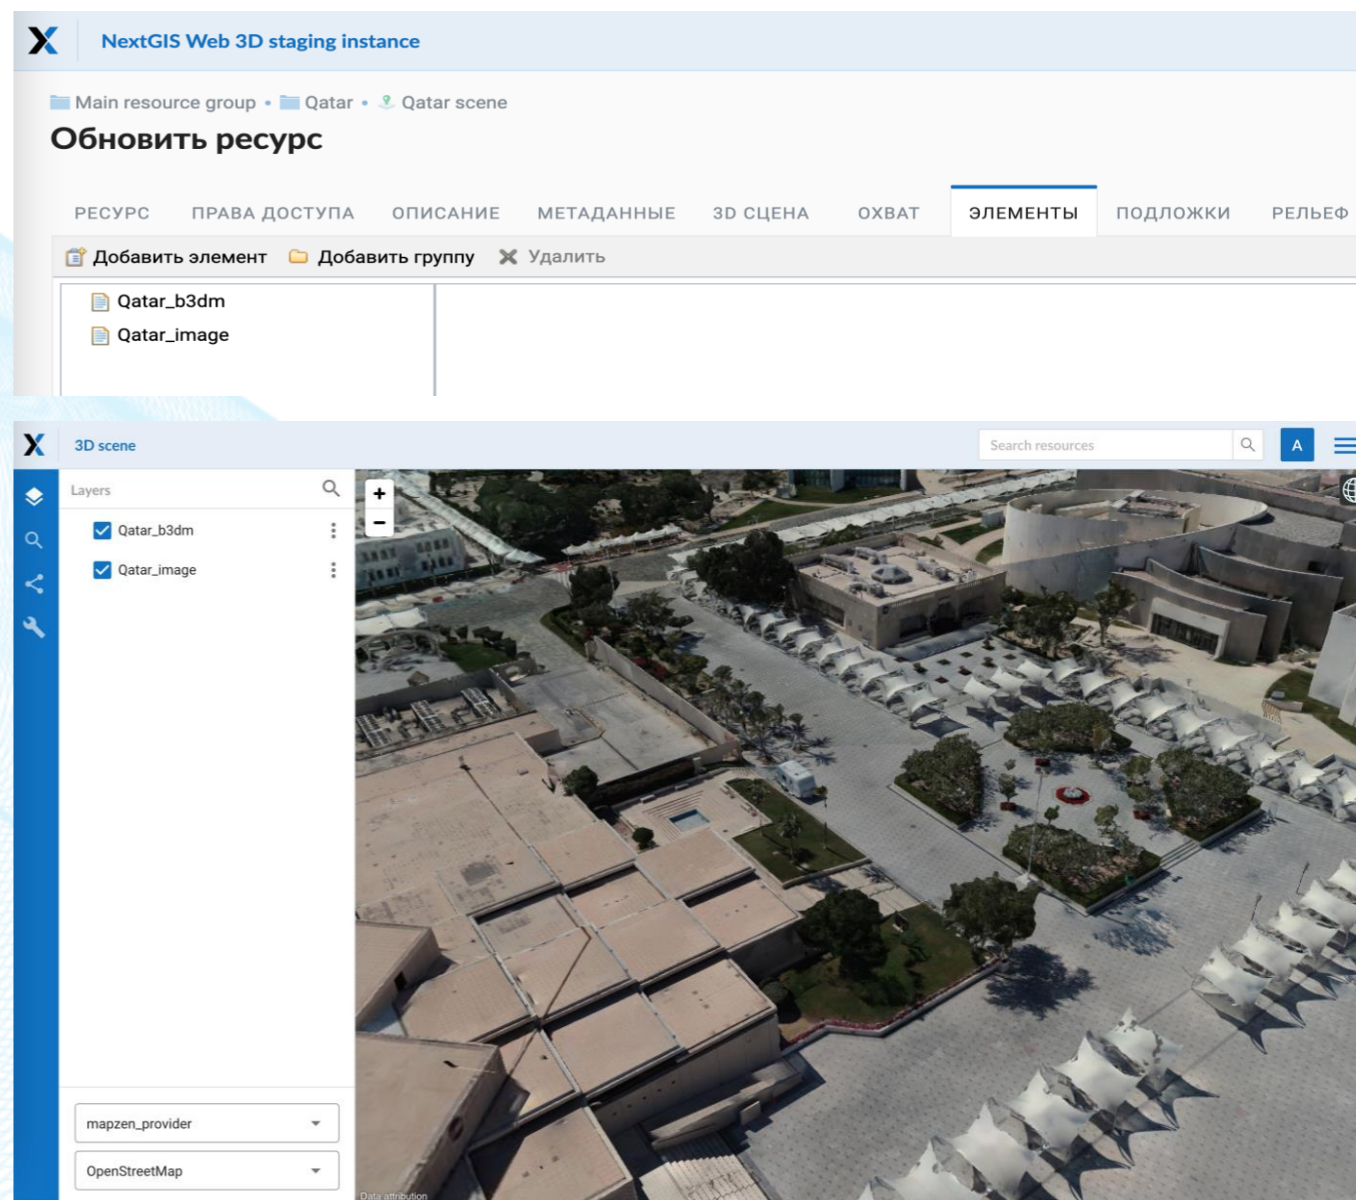 NextGIS Web 3D staging instance
Main resource group • Qatar • Qatar scene
Обновить ресурс
РЕСУРС ПРАВА ДОСТУПА ОПИСАНИЕ МЕТАДАННЫЕ 3D СЦЕНА ОХВАТ ЭЛЕМЕНТЫ ПОДЛОЖКИ РЕЛЬЕФ
Добавить элемент Добавить группу Удалить
Qatar_b3dm
Qatar_image
3D scene Search resources A
Layers
+
Qatar_b3dm
−
Qatar_image
mapzen_provider
OpenStreetMap
Data attribution